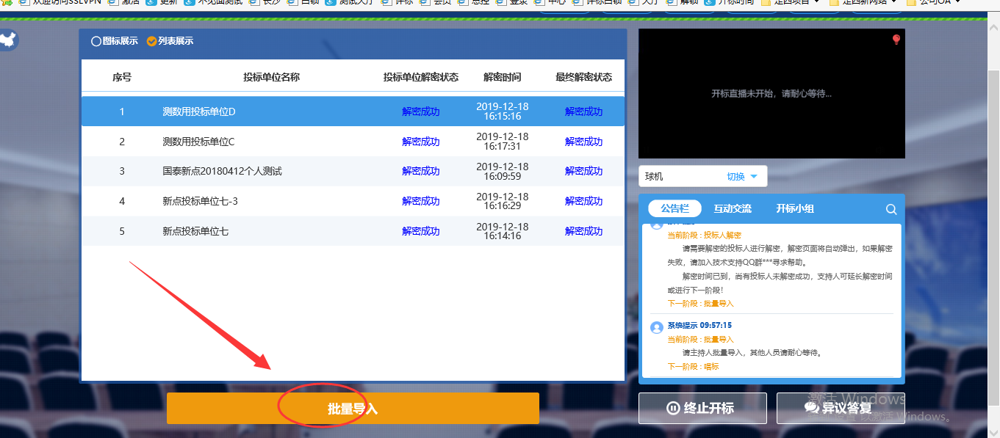 欢迎访问SSLVPN 激活 更新 不见面测试 长沙 白银 测试大厅 评标 会员 总控 登录 中心 评标白银 大厅 解锁 开标时间 建四项目 建四新网站 公司OA
图标展示 列表展示
序号 投标单位名称 投标单位解密状态 解密时间 最终解密状态
1 测数用投标单位D 解密成功 2019-12-18 16:15:16 解密成功
2 测数用投标单位C 解密成功 2019-12-18 16:17:31 解密成功
3 国泰新点20180412个人测试 解密成功 2019-12-18 16:09:59 解密成功
4 新点投标单位七-3 解密成功 2019-12-18 16:16:29 解密成功
5 新点投标单位七 解密成功 2019-12-18 16:14:16 解密成功
批量导入
开标直播未开始，请耐心等待...
球机 切换
公告栏 互动交流 开标小组
当前阶段 : 投标人解密
请需要解密的投标人进行解密，解密页面将自动弹出，如果解密
失败，请加入技术支持QQ群***寻求帮助。
解密时间已到，尚有投标人未解密成功，支持人可延长解密时间
或进行下一阶段！
下一阶段 : 批量导入
系统提示 09:57:15
当前阶段 : 批量导入
请主持人批量导入，其他人员请耐心等待。
下一阶段 : 唱标
终止开标 异议答复
激活 Windows
以激活 Windows。